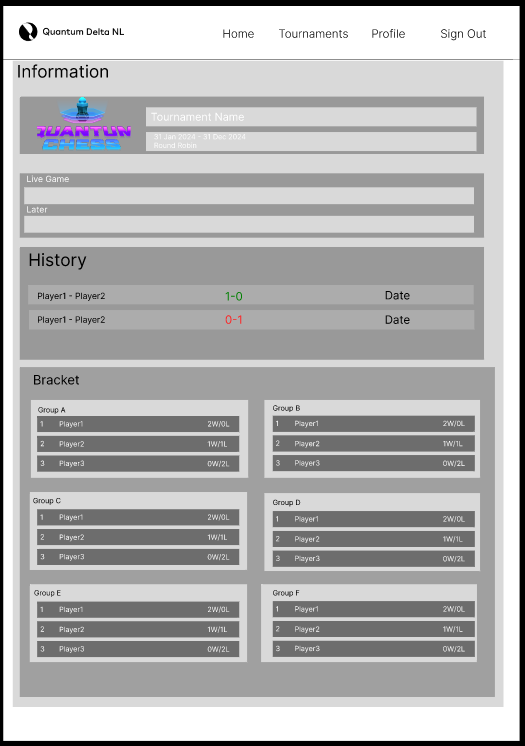 Quantum Delta NL
Home Tournaments Profile Sign Out
Information
QUANTUN
CHESS
Tournament Name
31 Jan 2024 - 31 Dec 2024
Round Robin
Live Game
Later
History
Player1 - Player2 1-0 Date
Player1 - Player2 0-1 Date
Bracket
Group A
1 Player1 2W/0L
2 Player2 1W/1L
3 Player3 0W/2L
Group B
1 Player1 2W/0L
2 Player2 1W/1L
3 Player3 0W/2L
Group C
1 Player1 2W/0L
2 Player2 1W/1L
3 Player3 0W/2L
Group D
1 Player1 2W/0L
2 Player2 1W/1L
3 Player3 0W/2L
Group E
1 Player1 2W/0L
2 Player2 1W/1L
3 Player3 0W/2L
Group F
1 Player1 2W/0L
2 Player2 1W/1L
3 Player3 0W/2L